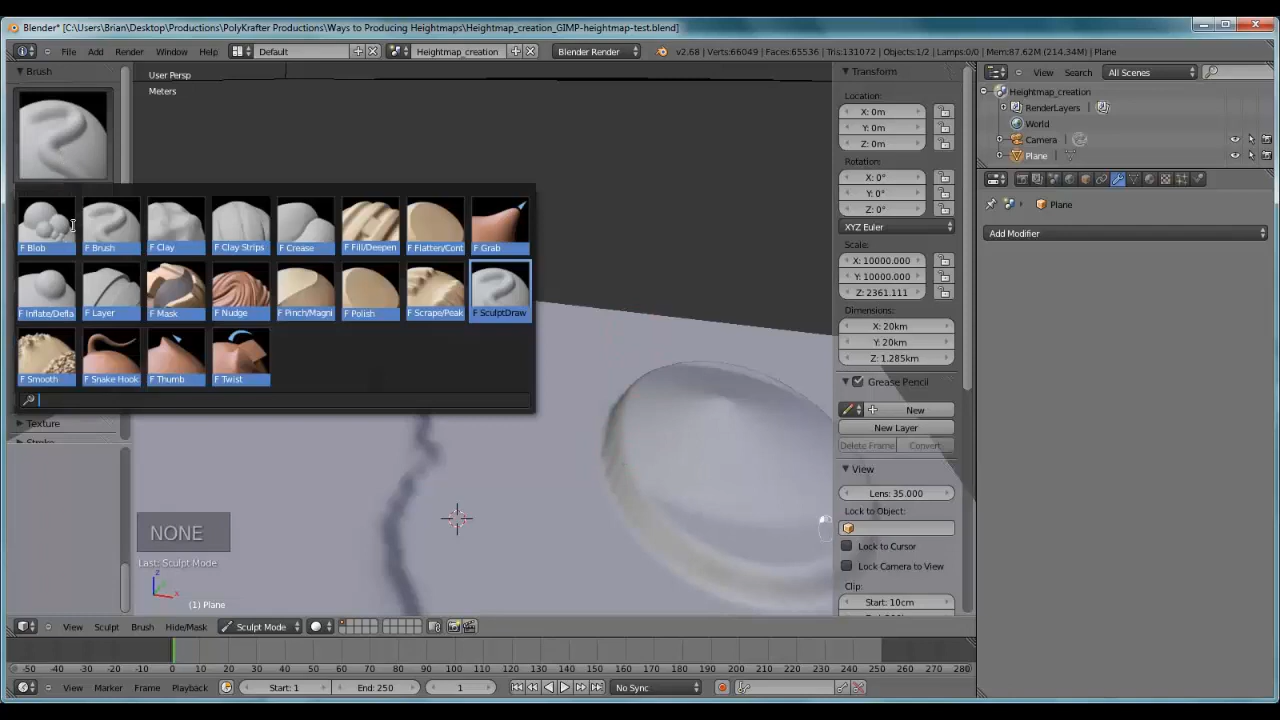 Blender* [C:\Users\Brian\Desktop\Productions\PolyKrafter Productions\Ways to Producing Heightmaps\Heightmap_creation_GIMP-heightmap-test.blend]
File Add Render Window Help Default Heightmap_creation Blender Render v2.68 | Verts:66049 | Faces:65536 | Tris:131072 | Objects:1/2 | Lamps:0/0 | Mem:87.62M (214.34M) | Plane
Brush
User Persp
Meters
F Blob F Brush F Clay F Clay Strips F Crease F Fill/Deepen F Flatten/Cont F Grab
F Inflate/Defla F Layer F Mask F Nudge F Pinch/Magni F Polish F Scrape/Peak F SculptDraw
F Smooth F Snake Hook F Thumb F Twist
Texture
NONE
Last: Sculpt Mode
z
x
(1) Plane
View Sculpt Brush Hide/Mask Sculpt Mode
Transform
Location:
X: 0m
Y: 0m
Z: 0m
Rotation:
X: 0°
Y: 0°
Z: 0°
XYZ Euler
Scale:
X: 10000.000
Y: 10000.000
Z: 2361.111
Dimensions:
X: 20km
Y: 20km
Z: 1.285km
Grease Pencil
New
New Layer
Delete Frame Convert
View
Lens: 35.000
Lock to Object:
Lock to Cursor
Lock Camera to View
Clip:
Start: 10cm
View Search All Scenes
Heightmap_creation
RenderLayers
World
Camera
Plane
Plane
Add Modifier
-50 -40 -30 -20 -10 0 10 20 30 40 50 60 70 80 90 100 110 120 130 140 150 160 170 180 190 200 210 220 230 240 250 260 270 280
View Marker Frame Playback Start: 1 End: 250 1 No Sync